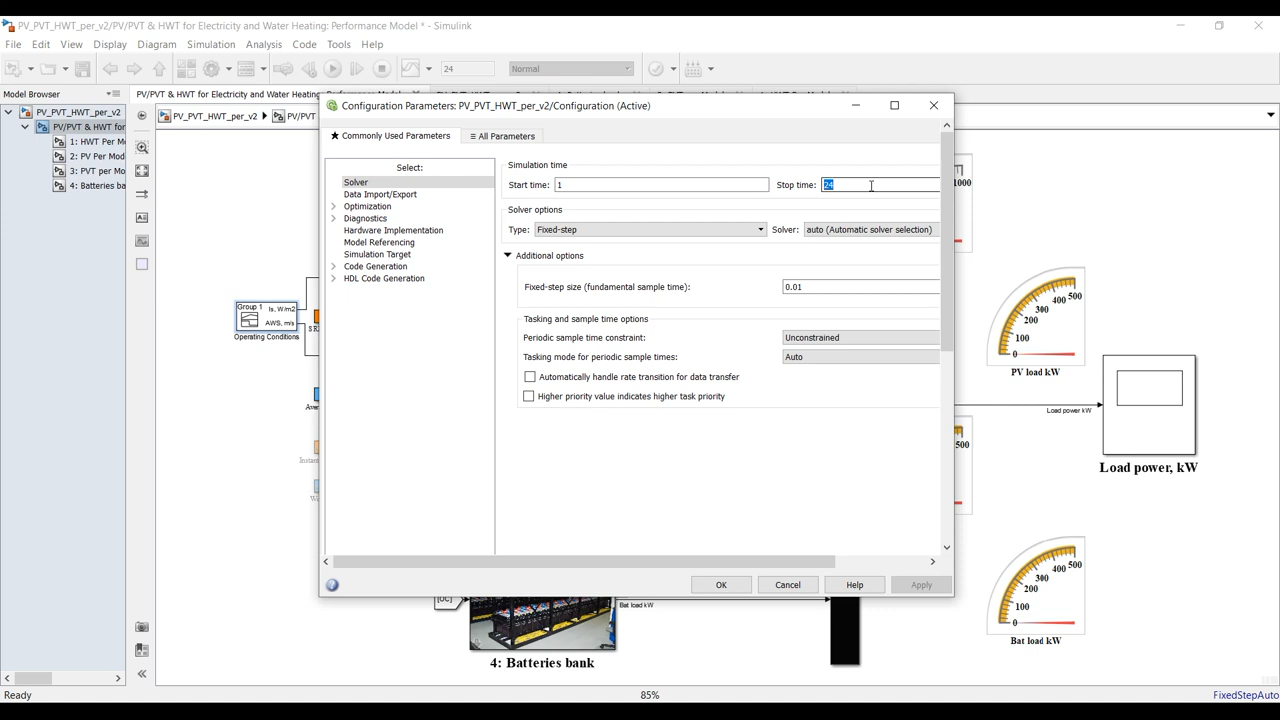 PV_PVT_HWT_per_v2/PV/PVT & HWT for Electricity and Water Heating: Performance Model * - Simulink
File Edit View Display Diagram Simulation Analysis Code Tools Help
24 Normal
Model Browser
PV/PVT & HWT for Electricity and Water Heating
PV_PVT_HWT_per_v2
PV/PVT & HWT for
1: HWT Per M
2: PV Per Mod
3: PVT per Mo
4: Batteries ba
PV_PVT_HWT_per_v2 PV/PVT
Configuration Parameters: PV_PVT_HWT_per_v2/Configuration (Active)
Commonly Used Parameters All Parameters
Select:
Solver
Data Import/Export
Optimization
Diagnostics
Hardware Implementation
Model Referencing
Simulation Target
Code Generation
HDL Code Generation
Simulation time
Start time: 1 Stop time: 24
Solver options
Type: Fixed-step Solver: auto (Automatic solver selection)
Additional options
Fixed-step size (fundamental sample time): 0.01
Tasking and sample time options
Periodic sample time constraint: Unconstrained
Tasking mode for periodic sample times: Auto
Automatically handle rate transition for data transfer
Higher priority value indicates higher task priority
OK Cancel Help Apply
Group 1
Is, W/m2
AWS, m/s
Operating Conditions
1000
0 100 200 300 400 500
PV load kW
500
Load power kW
Load power, kW
0 100 200 300 400 500
Bat load kW
[DC]
Bat load kW
4: Batteries bank
Ready 85% FixedStepAuto